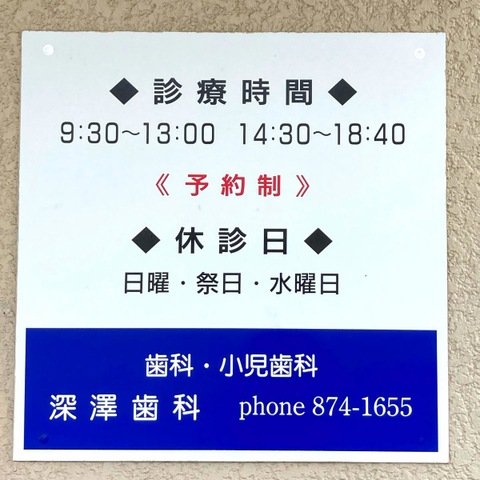 ◆ 診療時間 ◆
9:30～13:00 14:30～18:40
《予約制》
◆ 休診日 ◆
日曜・祭日・水曜日
歯科・小児歯科
深澤歯科 phone 874-1655